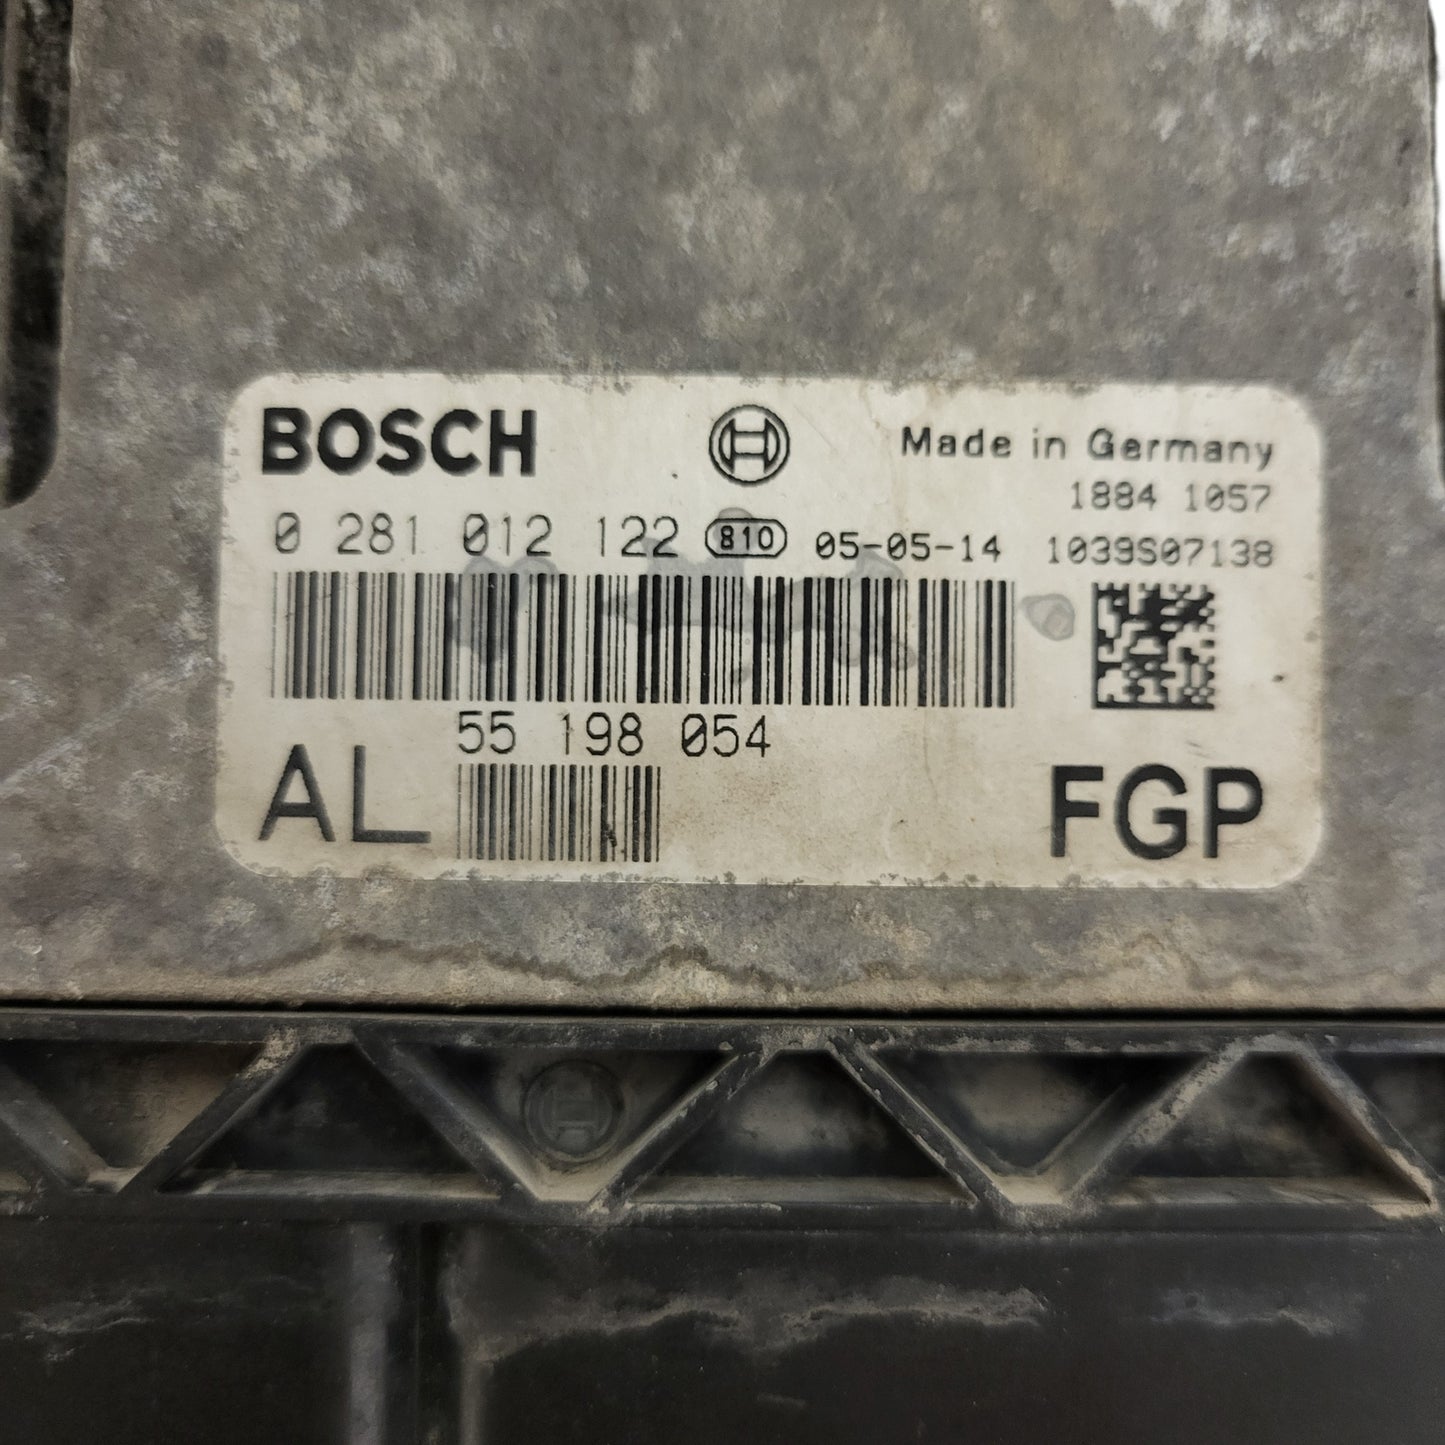 BOSCH
Made in Germany
1884 1057
0 281 012 122 810 05-05-14 1039S07138
55 198 054
AL FGP